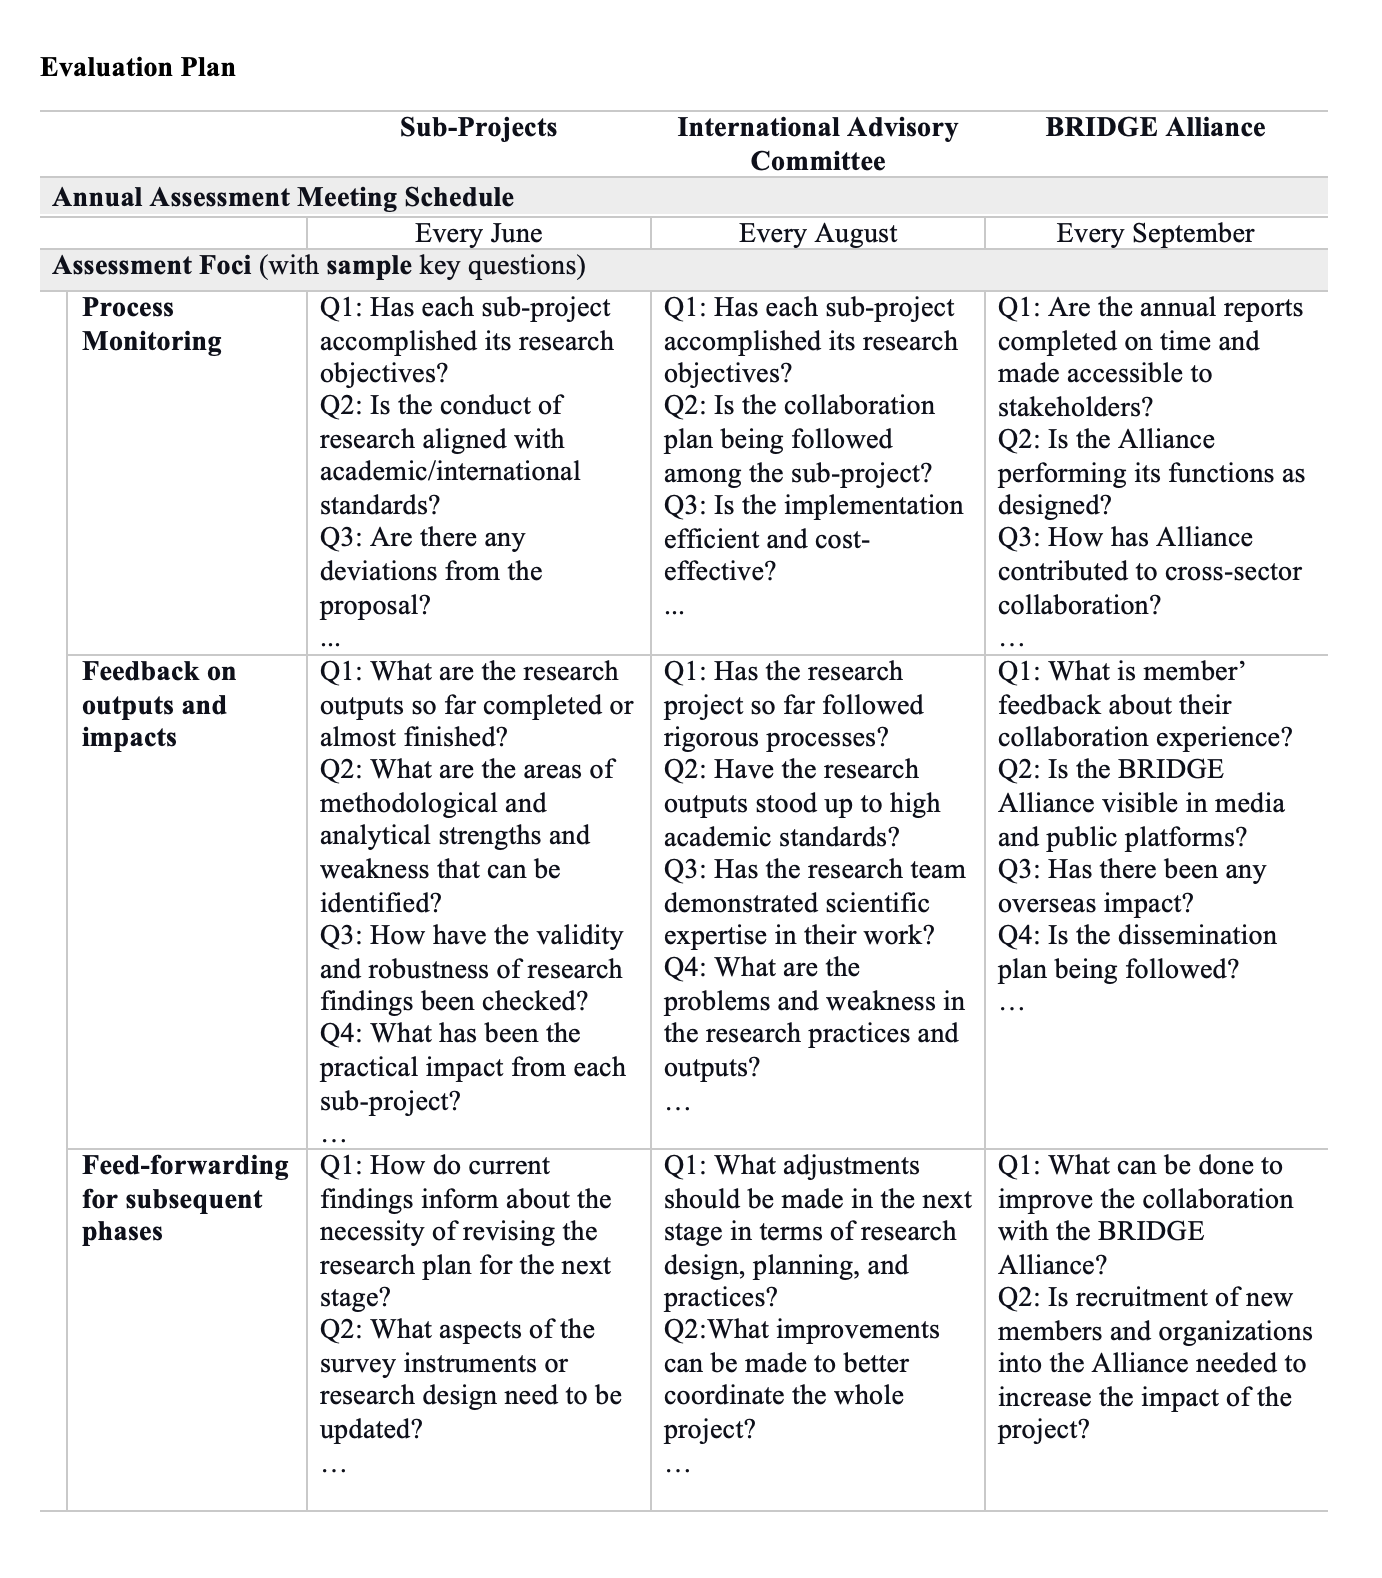 Evaluation Plan
Sub-Projects
International Advisory
Committee
BRIDGE Alliance
Annual Assessment Meeting Schedule
Every June
Every August
Every September
Assessment Foci (with sample key questions)
Process
Monitoring
Q1: Has each sub-project
accomplished its research
objectives?
Q2: Is the conduct of
research aligned with
academic/international
standards?
Q3: Are there any
deviations from the
proposal?
...
Q1: Has each sub-project
accomplished its research
objectives?
Q2: Is the collaboration
plan being followed
among the sub-project?
Q3: Is the implementation
efficient and cost-
effective?
...
Q1: Are the annual reports
completed on time and
made accessible to
stakeholders?
Q2: Is the Alliance
performing its functions as
designed?
Q3: How has Alliance
contributed to cross-sector
collaboration?
…
Feedback on
outputs and
impacts
Q1: What are the research
outputs so far completed or
almost finished?
Q2: What are the areas of
methodological and
analytical strengths and
weakness that can be
identified?
Q3: How have the validity
and robustness of research
findings been checked?
Q4: What has been the
practical impact from each
sub-project?
…
Q1: Has the research
project so far followed
rigorous processes?
Q2: Have the research
outputs stood up to high
academic standards?
Q3: Has the research team
demonstrated scientific
expertise in their work?
Q4: What are the
problems and weakness in
the research practices and
outputs?
…
Q1: What is member’
feedback about their
collaboration experience?
Q2: Is the BRIDGE
Alliance visible in media
and public platforms?
Q3: Has there been any
overseas impact?
Q4: Is the dissemination
plan being followed?
…
Feed-forwarding
for subsequent
phases
Q1: How do current
findings inform about the
necessity of revising the
research plan for the next
stage?
Q2: What aspects of the
survey instruments or
research design need to be
updated?
…
Q1: What adjustments
should be made in the next
stage in terms of research
design, planning, and
practices?
Q2:What improvements
can be made to better
coordinate the whole
project?
…
Q1: What can be done to
improve the collaboration
with the BRIDGE
Alliance?
Q2: Is recruitment of new
members and organizations
into the Alliance needed to
increase the impact of the
project?